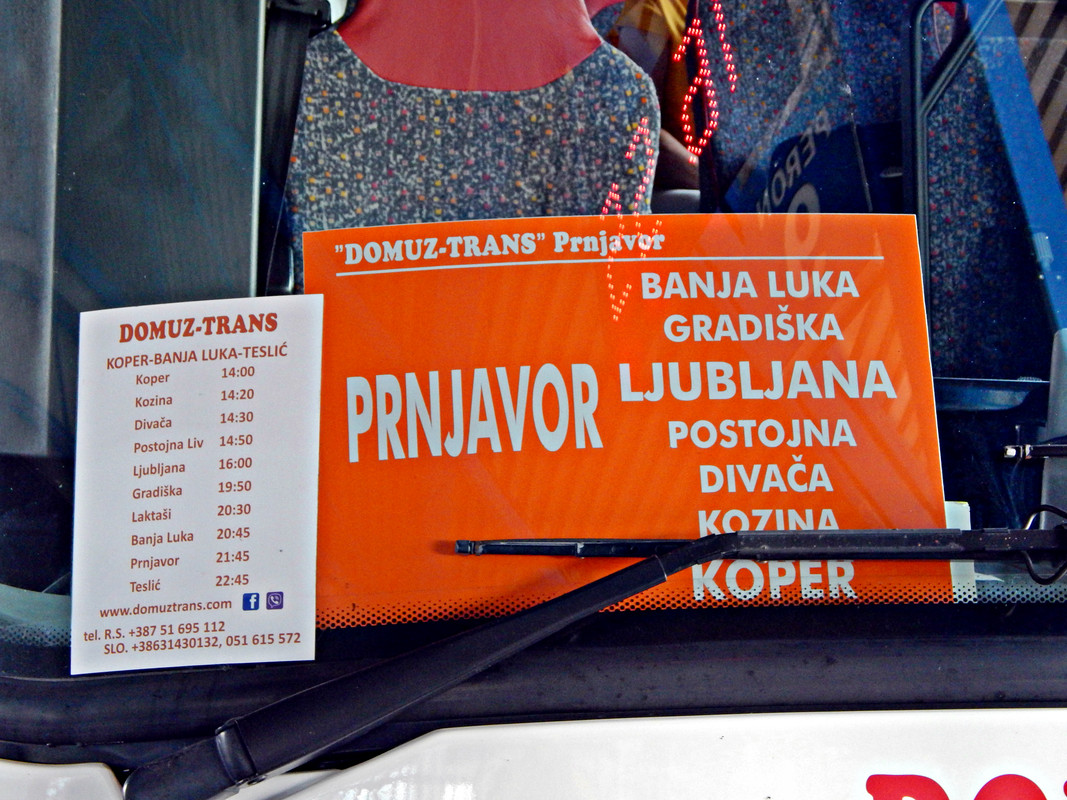 "DOMUZ-TRANS" Prnjavor
PRNJAVOR
BANJA LUKA
GRADIŠKA
LJUBLJANA
POSTOJNA
DIVAČA
KOZINA
KOPER
DOMUZ-TRANS
KOPER-BANJA LUKA-TESLIĆ
Koper 14:00
Kozina 14:20
Divača 14:30
Postojna Liv 14:50
Ljubljana 16:00
Gradiška 19:50
Laktaši 20:30
Banja Luka 20:45
Prnjavor 21:45
Teslić 22:45
www.domuztrans.com
tel. R.S. +387 51 695 112
SLO. +38631430132, 051 615 572